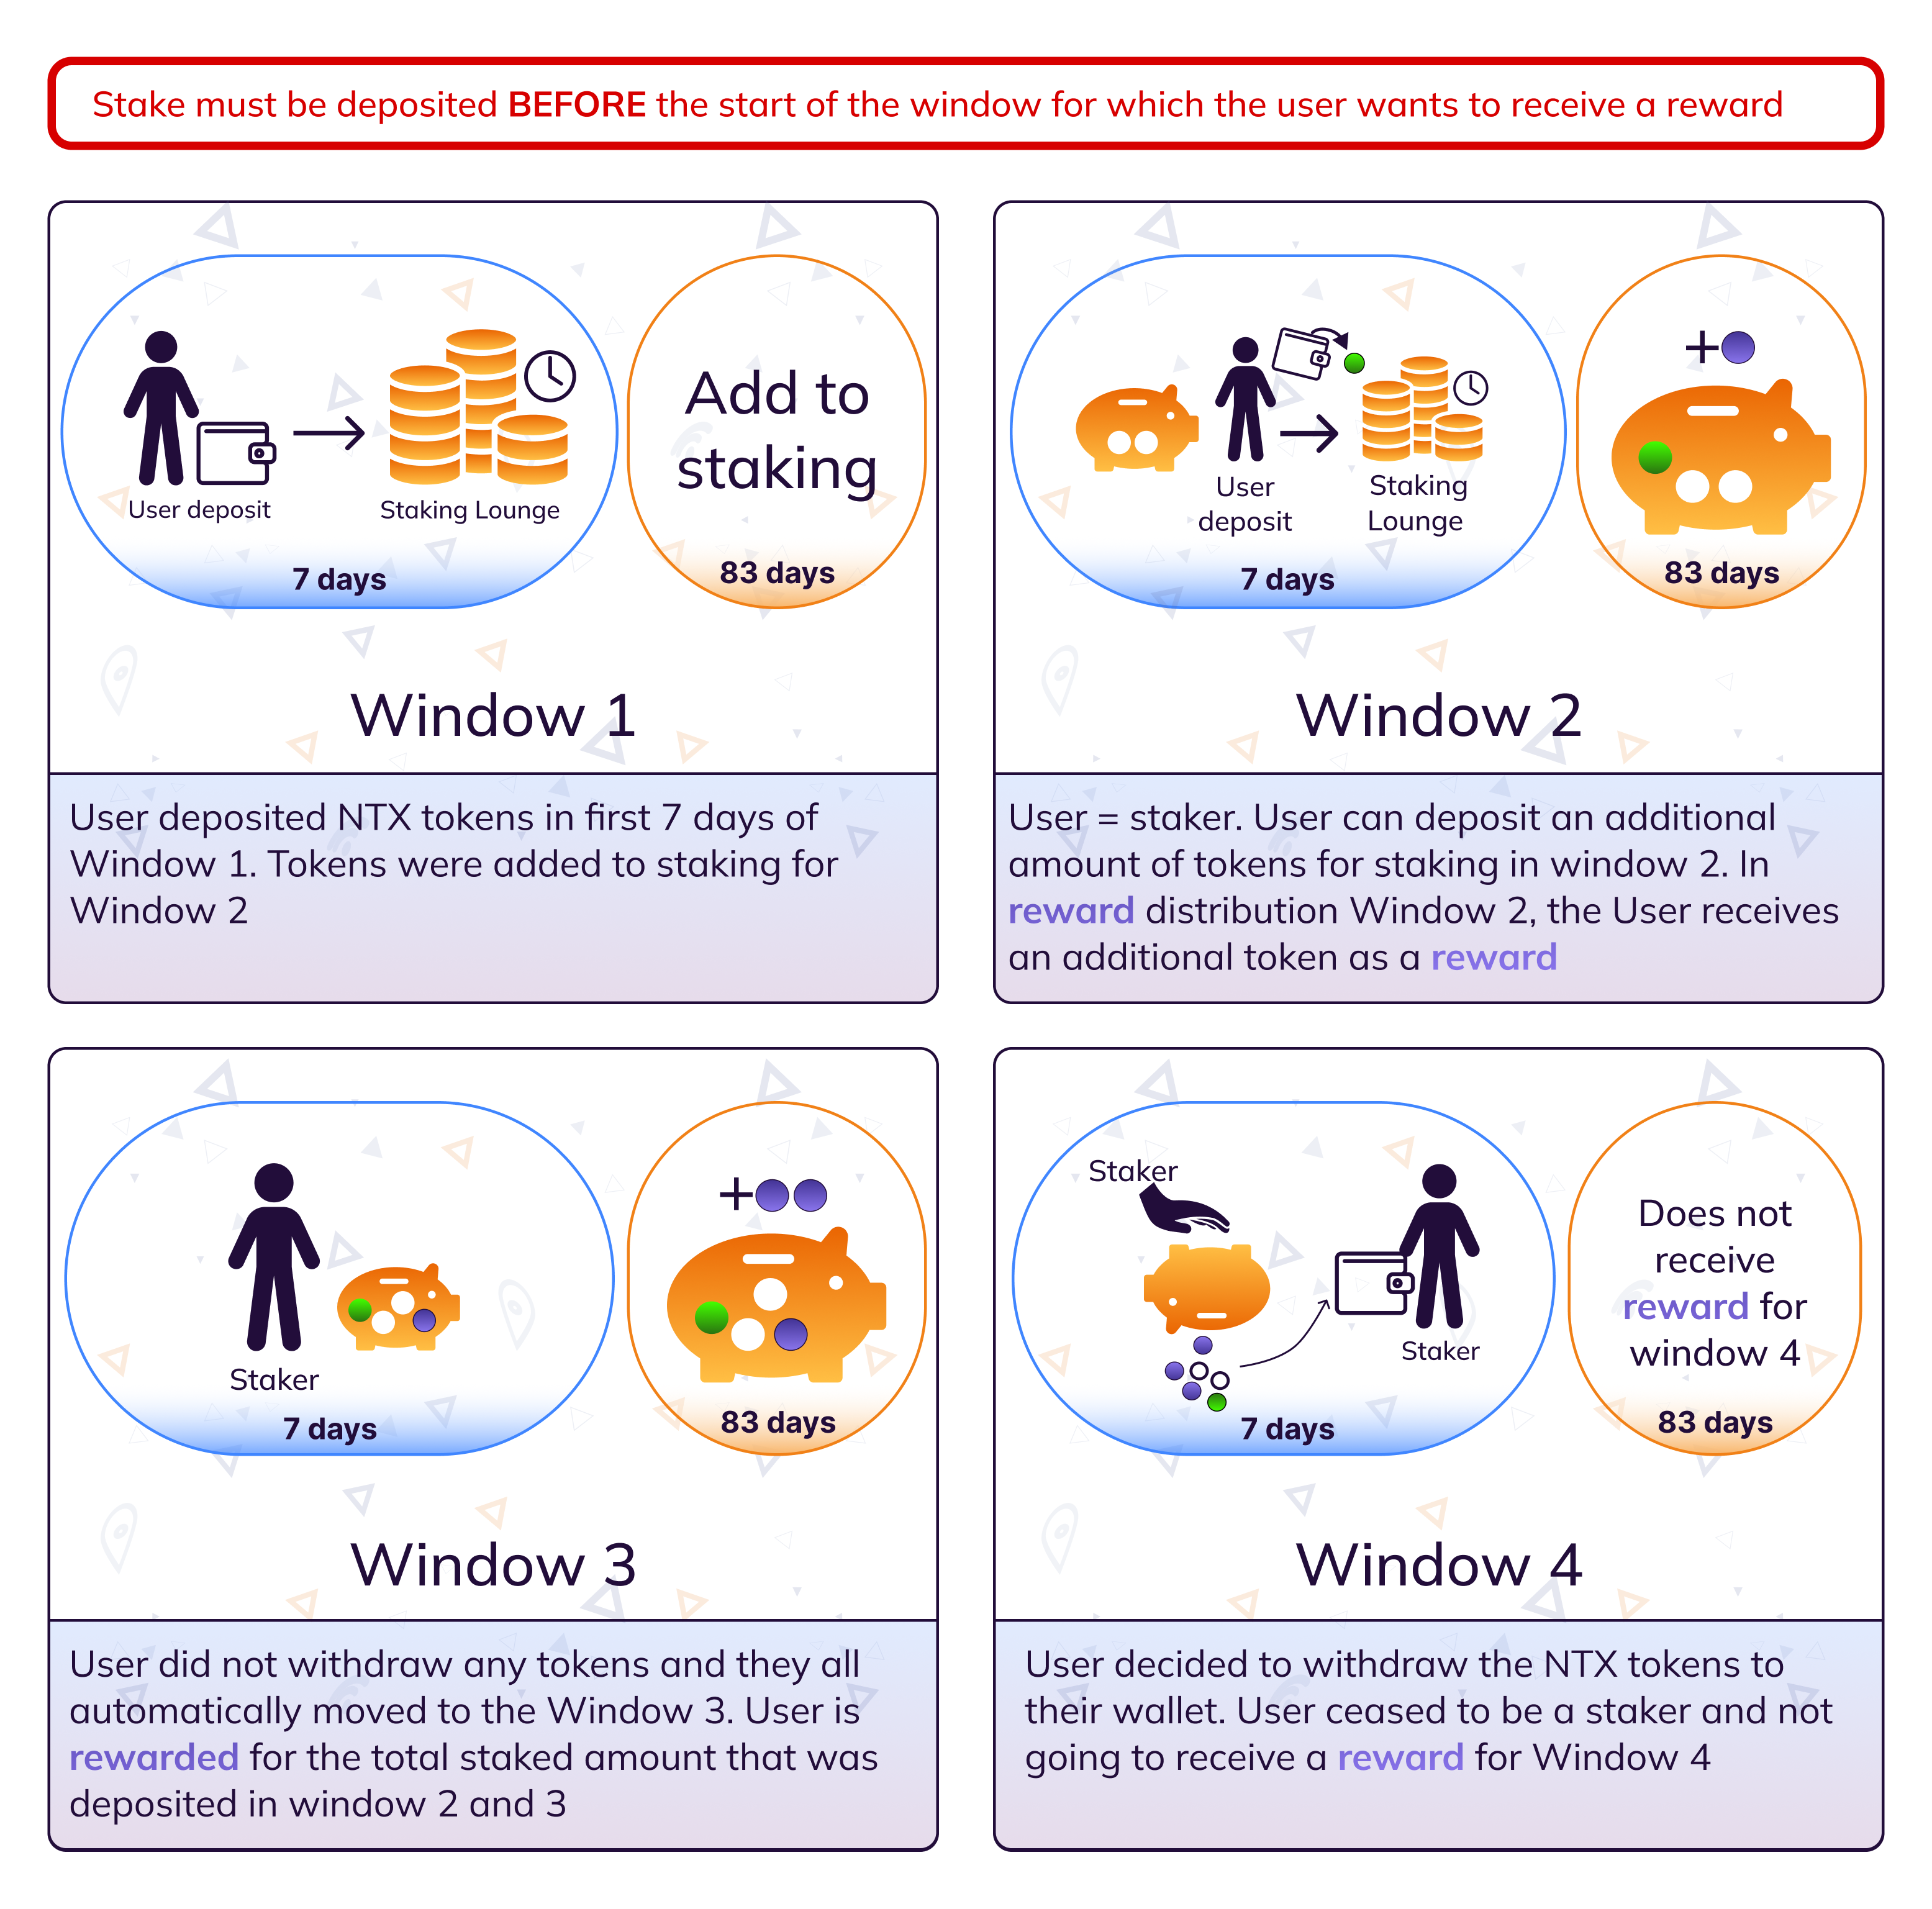 Stake must be deposited BEFORE the start of the window for which the user wants to receive a reward
User deposit
Staking Lounge
7 days
Add to
staking
83 days
Window 1
User deposited NTX tokens in first 7 days of
Window 1. Tokens were added to staking for
Window 2
User
deposit
Staking
Lounge
7 days
+
83 days
Window 2
User = staker. User can deposit an additional
amount of tokens for staking in window 2. In
reward distribution Window 2, the User receives
an additional token as a reward
Staker
7 days
+
83 days
Window 3
User did not withdraw any tokens and they all
automatically moved to the Window 3. User is
rewarded for the total staked amount that was
deposited in window 2 and 3
Staker
Staker
7 days
Does not
receive
reward for
window 4
83 days
Window 4
User decided to withdraw the NTX tokens to
their wallet. User ceased to be a staker and not
going to receive a reward for Window 4